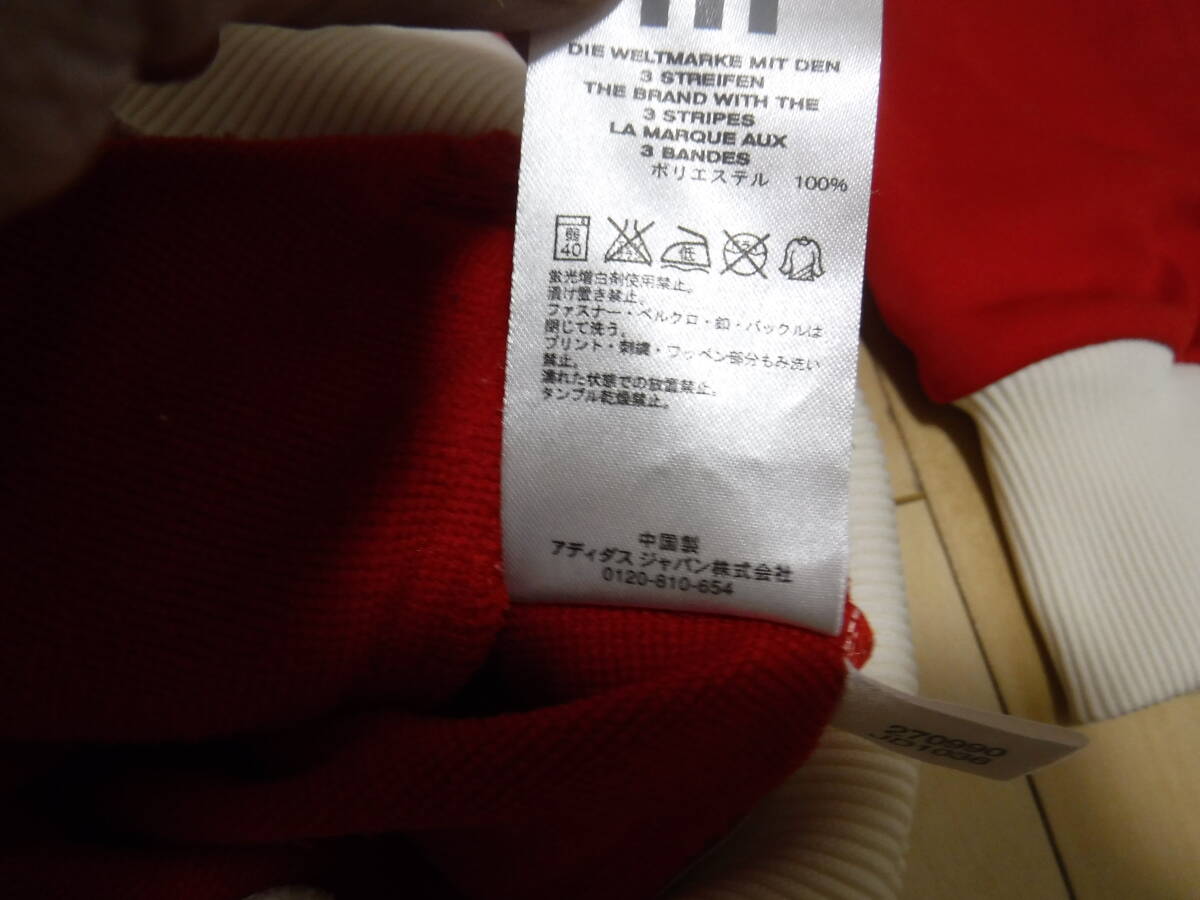 DIE WELTMARKE MIT DEN
3 STREIFEN
THE BRAND WITH THE
3 STRIPES
LA MARQUE AUX
3 BANDES
ポリエステル 100%
弱
40
低
蛍光増白剤使用禁止。
漬け置き禁止。
ファスナー・ベルクロ・釦・バックルは
閉じて洗う。
プリント・刺繍・ワッペン部分もみ洗い
禁止。
濡れた状態での放置禁止。
タンブル乾燥禁止。
中国製
アディダス ジャパン株式会社
0120-810-654
270990
JD1036